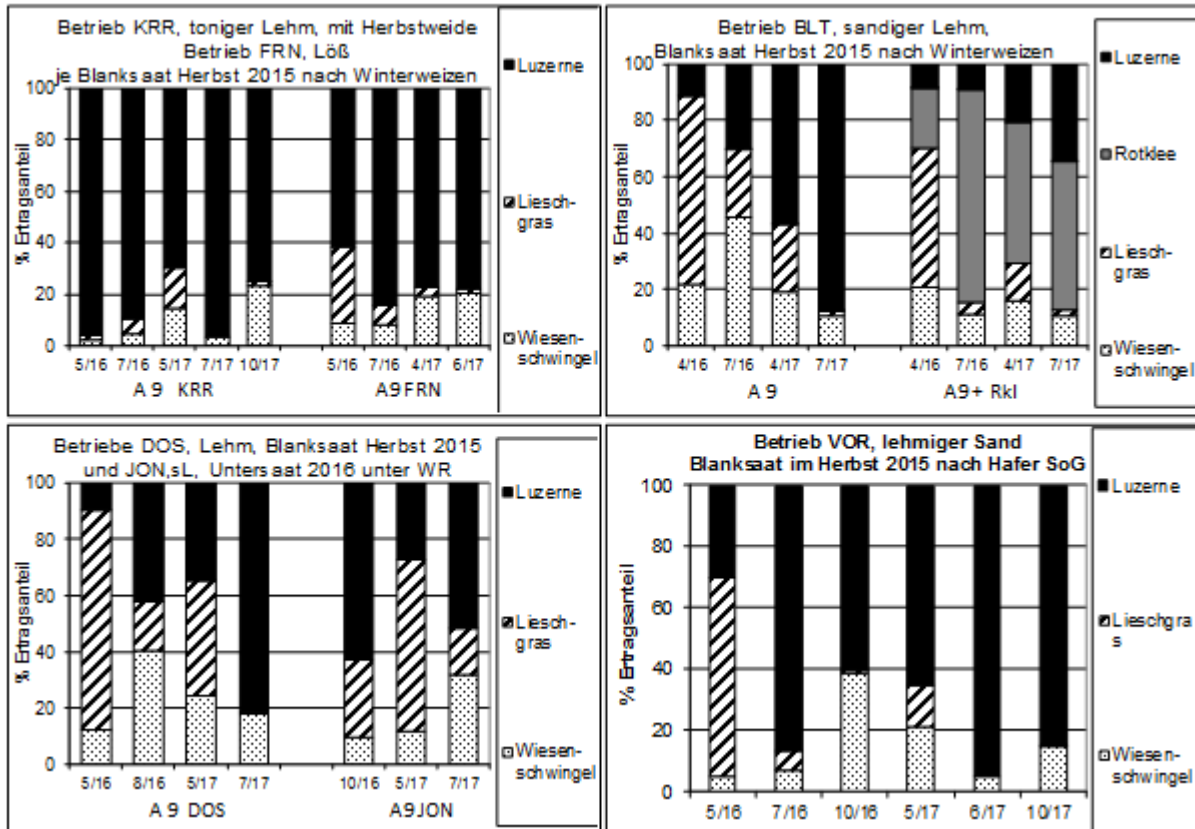 Betrieb KRR, toniger Lehm, mit Herbstweide
Betrieb FRN, Löß
je Blanksaat Herbst 2015 nach Winterweizen
% Ertragsanteil
100
80
60
40
20
0
5/16 7/16 5/17 7/17 10/17 5/16 7/16 4/17 6/17
A 9 KRR A9FRN
Luzerne
Liesch-
gras
Wiesen-
schwingel
Betrieb BLT, sandiger Lehm,
Blanksaat Herbst 2015 nach Winterweizen
% Ertragsanteil
100
80
60
40
20
0
4/16 7/16 4/17 7/17 4/16 7/16 4/17 7/17
A 9 A9+ Rkl
Luzerne
Rotklee
Liesch-
gras
Wiesen-
schwingel
Betriebe DOS, Lehm, Blanksaat Herbst 2015
und JON,sL, Untersaat 2016 unter WR
% Ertragsanteil
100
80
60
40
20
0
5/16 8/16 5/17 7/17 10/16 5/17 7/17
A 9 DOS A9JON
Luzerne
Liesch-
gras
Wiesen-
schwingel
Betrieb VOR, lehmiger Sand
Blanksaat im Herbst 2015 nach Hafer SoG
% Ertragsanteil
100
80
60
40
20
0
5/16 7/16 10/16 5/17 6/17 10/17
Luzerne
Lieschgra
s
Wiesen-
schwingel